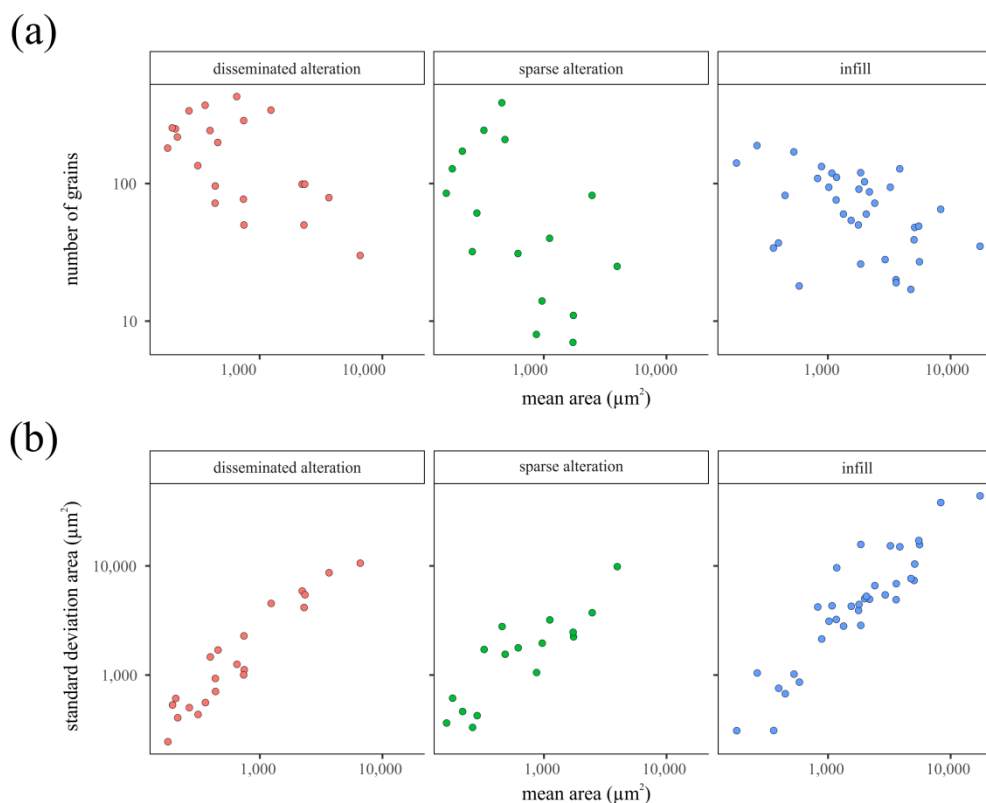 (a)
disseminated alteration sparse alteration infill
number of grains
100
10
1,000 10,000 1,000 10,000 1,000 10,000
mean area (µm²)
(b)
disseminated alteration sparse alteration infill
standard deviation area (µm²)
10,000
1,000
1,000 10,000 1,000 10,000 1,000 10,000
mean area (µm²)